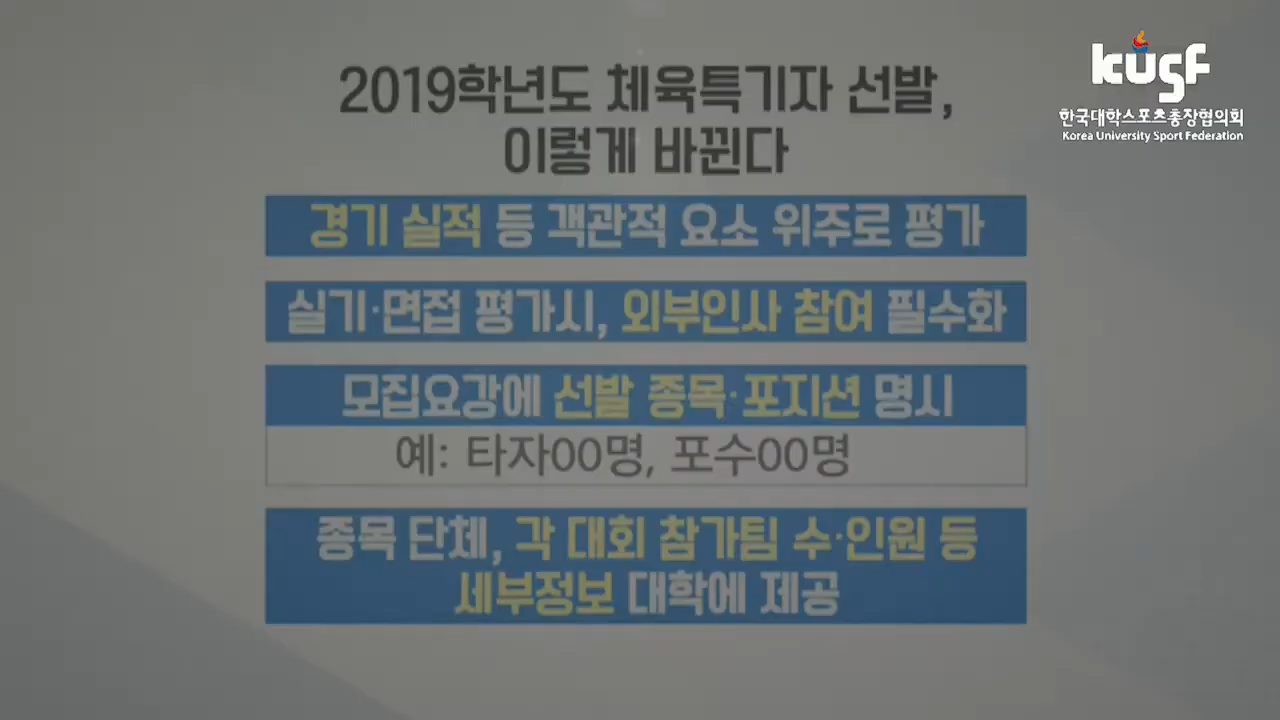 kusf
한국대학스포츠총장협의회
Korea University Sport Federation
2019학년도 체육특기자 선발,
이렇게 바뀐다
경기 실적 등 객관적 요소 위주로 평가
실기·면접 평가시, 외부인사 참여 필수화
모집요강에 선발 종목·포지션 명시
예: 타자00명, 포수00명
종목 단체, 각 대회 참가팀 수·인원 등
세부정보 대학에 제공